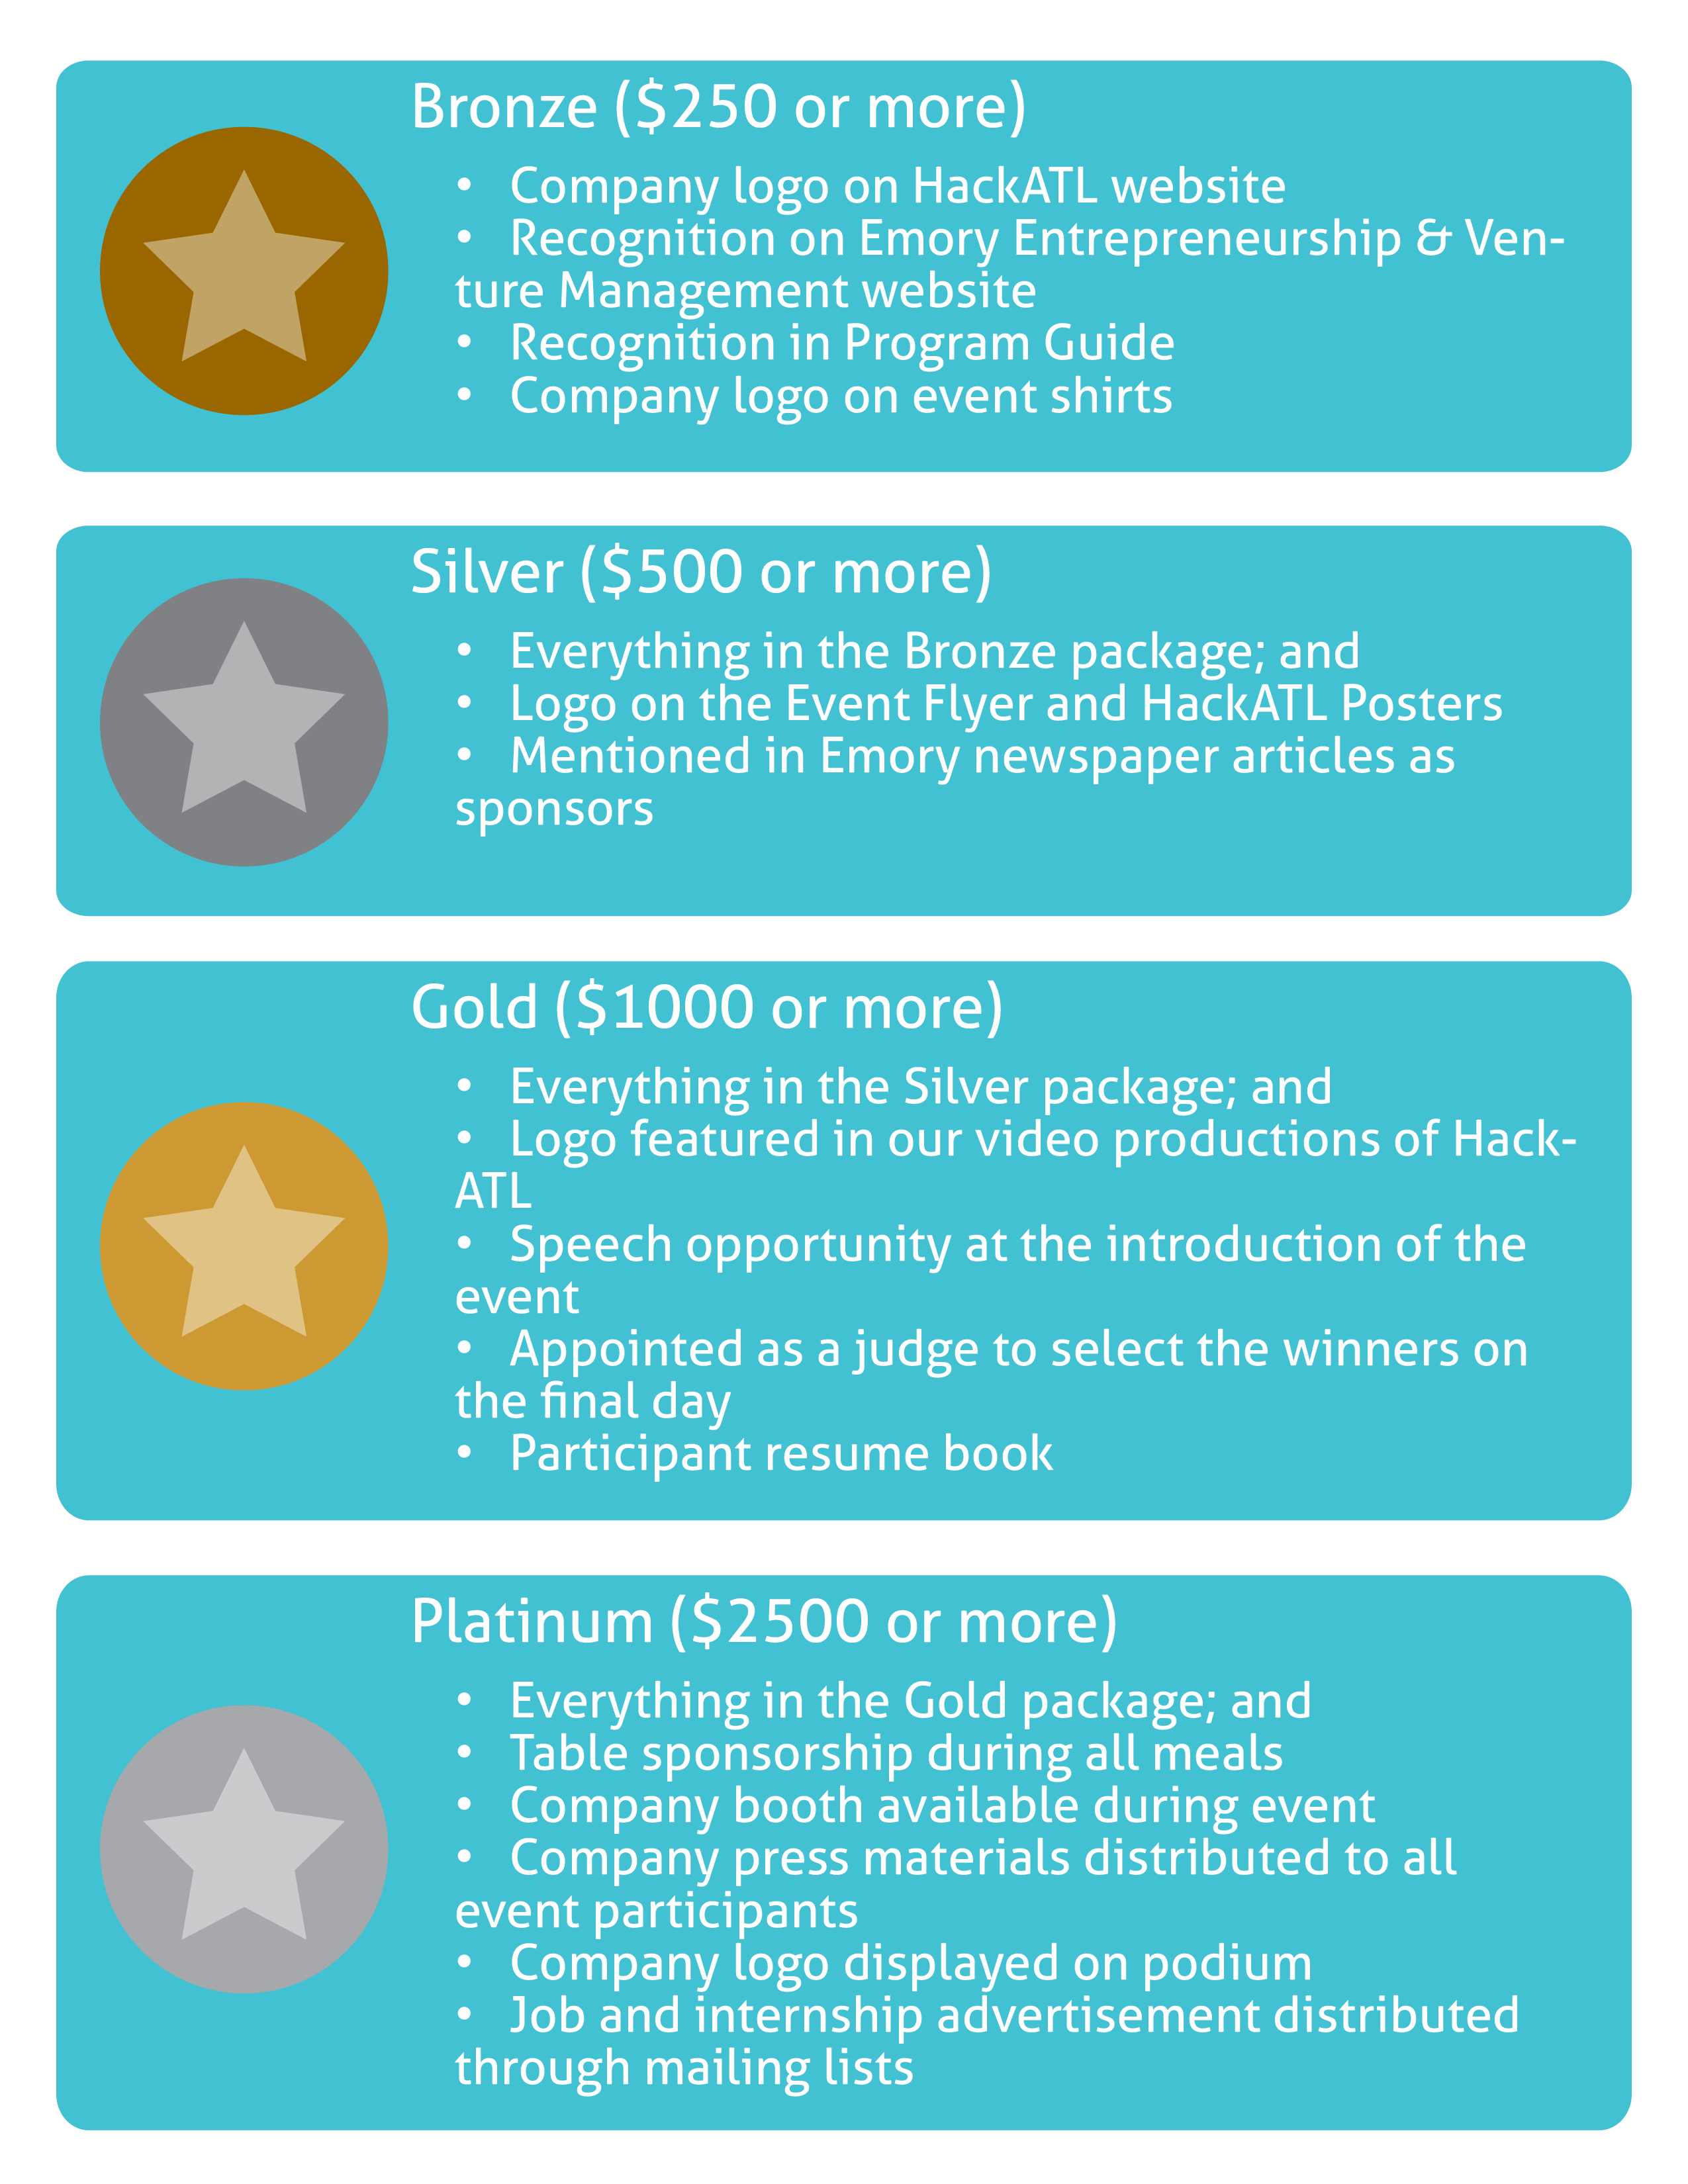 Bronze ($250 or more)
• Company logo on HackATL website
• Recognition on Emory Entrepreneurship & Ven-
ture Management website
• Recognition in Program Guide
• Company logo on event shirts
Silver ($500 or more)
• Everything in the Bronze package; and
• Logo on the Event Flyer and HackATL Posters
• Mentioned in Emory newspaper articles as
sponsors
Gold ($1000 or more)
• Everything in the Silver package; and
• Logo featured in our video productions of Hack-
ATL
• Speech opportunity at the introduction of the
event
• Appointed as a judge to select the winners on
the final day
• Participant resume book
Platinum ($2500 or more)
• Everything in the Gold package; and
• Table sponsorship during all meals
• Company booth available during event
• Company press materials distributed to all
event participants
• Company logo displayed on podium
• Job and internship advertisement distributed
through mailing lists